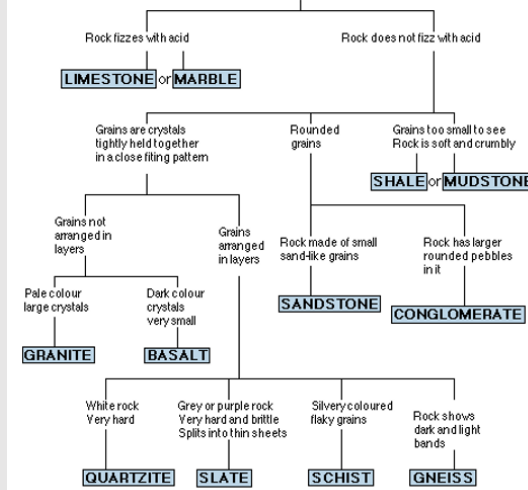 Rock fizzes with acid
Rock does not fizz with acid
LIMESTONE or MARBLE
Grains are crystals
tightly held together
in a close fiting pattern
Rounded
grains
Grains too small to see
Rock is soft and crumbly
SHALE or MUDSTONE
Grains not
arranged in
layers
Grains
arranged
in layers
Rock made of small
sand-like grains
Rock has larger
rounded pebbles
in it
SANDSTONE
CONGLOMERATE
Pale colour
large crystals
Dark colour
crystals
very small
GRANITE
BASALT
White rock
Very hard
Grey or purple rock
Very hard and brittle
Splits into thin sheets
Silvery coloured
flaky grains
Rock shows
dark and light
bands
QUARTZITE
SLATE
SCHIST
GNEISS